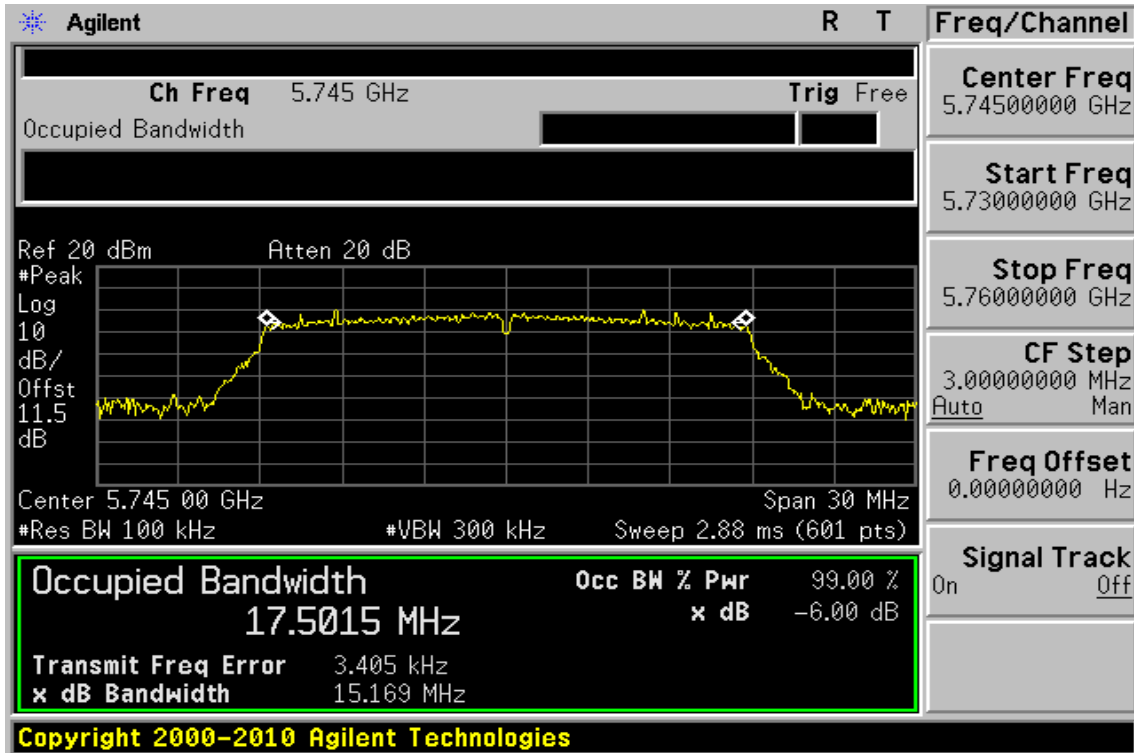 Agilent R T
Ch Freq 5.745 GHz Trig Free
Occupied Bandwidth
Ref 20 dBm Atten 20 dB
#Peak
Log
10
dB/
Offst
11.5
dB
Center 5.745 00 GHz Span 30 MHz
#Res BW 100 kHz #VBW 300 kHz Sweep 2.88 ms (601 pts)
Occupied Bandwidth
17.5015 MHz
Occ BW % Pwr 99.00 %
x dB -6.00 dB
Transmit Freq Error 3.405 kHz
x dB Bandwidth 15.169 MHz
Copyright 2000-2010 Agilent Technologies
Freq/Channel
Center Freq
5.74500000 GHz
Start Freq
5.73000000 GHz
Stop Freq
5.76000000 GHz
CF Step
3.00000000 MHz
Auto Man
Freq Offset
0.00000000 Hz
Signal Track
On Off